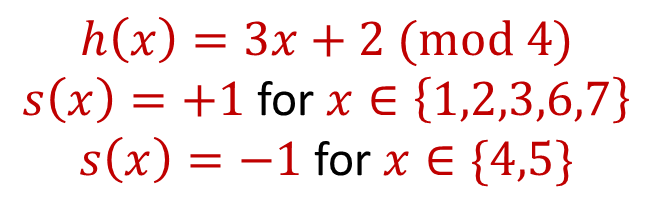 h(x) = 3x + 2 (mod 4)
s(x) = +1 for x ∈ {1,2,3,6,7}
s(x) = −1 for x ∈ {4,5}